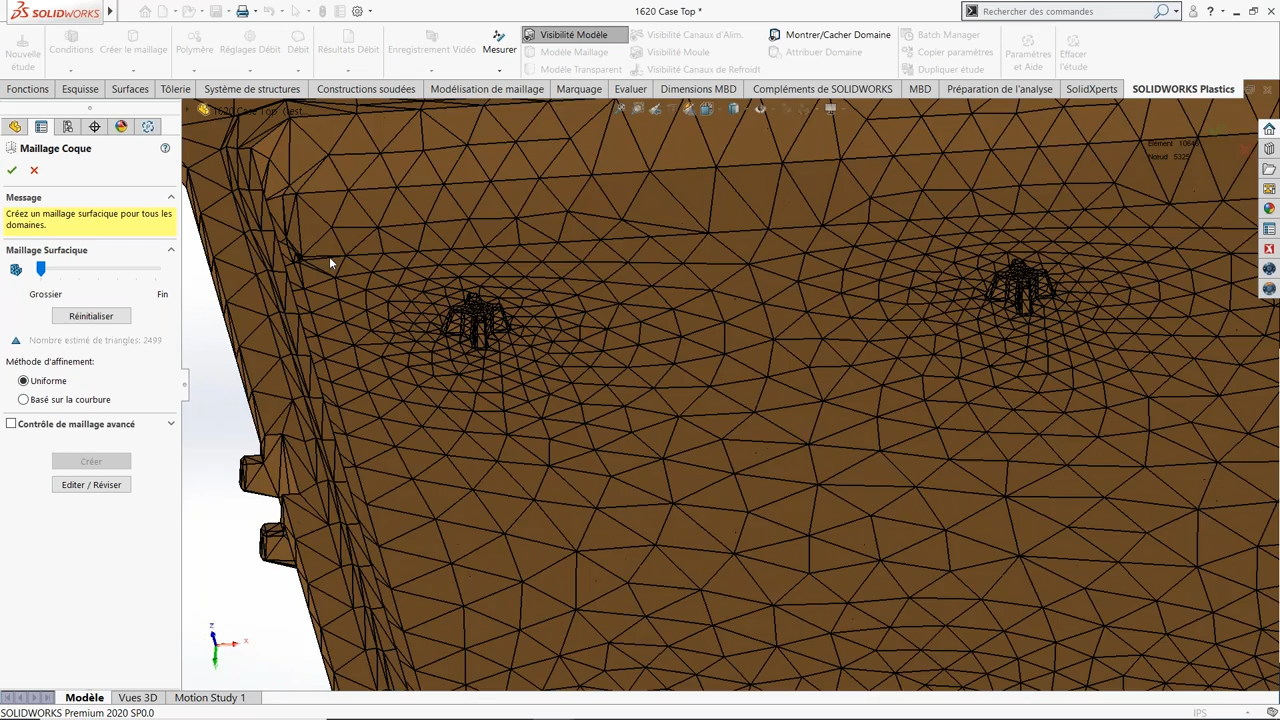 SOLIDWORKS
1620 Case Top *
Rechercher des commandes
Nouvelle étude
Conditions
Créer le maillage
Polymère
Réglages Débit
Débit
Résultats Débit
Enregistrement Vidéo
Mesurer
Visibilité Modèle
Modèle Maillage
Modèle Transparent
Visibilité Canaux d'Alim.
Visibilité Moule
Visibilité Canaux de Refroidt
Montrer/Cacher Domaine
Attribuer Domaine
Batch Manager
Copier paramètres
Dupliquer étude
Paramètres et Aide
Effacer l'étude
Fonctions
Esquisse
Surfaces
Tôlerie
Système de structures
Constructions soudées
Modélisation de maillage
Marquage
Evaluer
Dimensions MBD
Compléments de SOLIDWORKS
MBD
Préparation de l'analyse
SolidXperts
SOLIDWORKS Plastics
1620 Case Top (Test...
Maillage Coque
Message
Créez un maillage surfacique pour tous les
domaines.
Maillage Surfacique
Grossier
Fin
Réinitialiser
Nombre estimé de triangles: 2499
Méthode d'affinement:
Uniforme
Basé sur la courbure
Contrôle de maillage avancé
Créer
Editer / Réviser
z
x
Modèle
Vues 3D
Motion Study 1
SOLIDWORKS Premium 2020 SP0.0
IPS